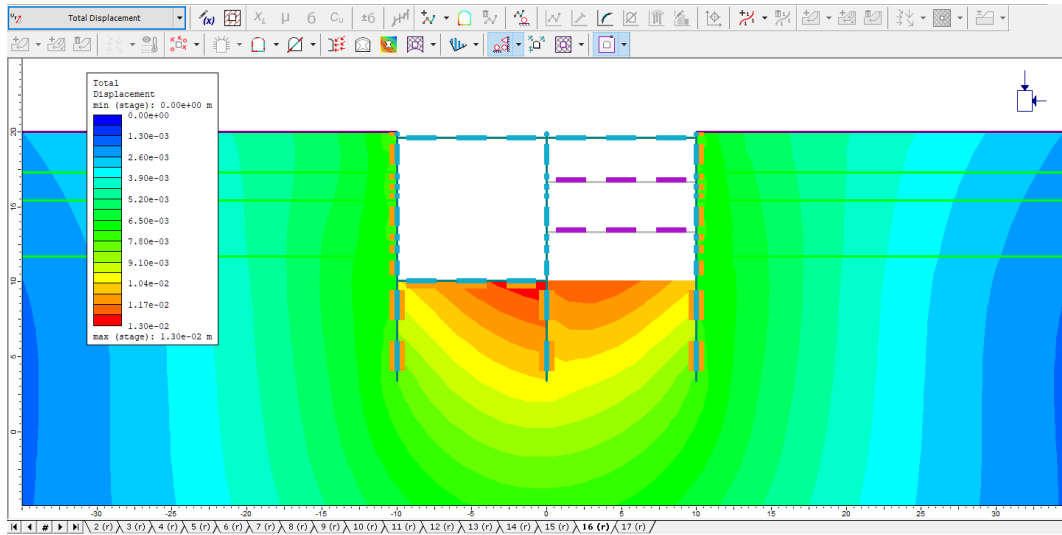 Total Displacement
(x)
X_L μ 6 C_u ±6
Total
Displacement
min (stage): 0.00e+00 m
0.00e+00
1.30e-03
2.60e-03
3.90e-03
5.20e-03
6.50e-03
7.80e-03
9.10e-03
1.04e-02
1.17e-02
1.30e-02
max (stage): 1.30e-02 m
20
15
10
5
0
-30 -25 -20 -15 -10 -5 0 5 10 15 20 25 30
# 2 (r) 3 (r) 4 (r) 5 (r) 6 (r) 7 (r) 8 (r) 9 (r) 10 (r) 11 (r) 12 (r) 13 (r) 14 (r) 15 (r) 16 (r) 17 (r)